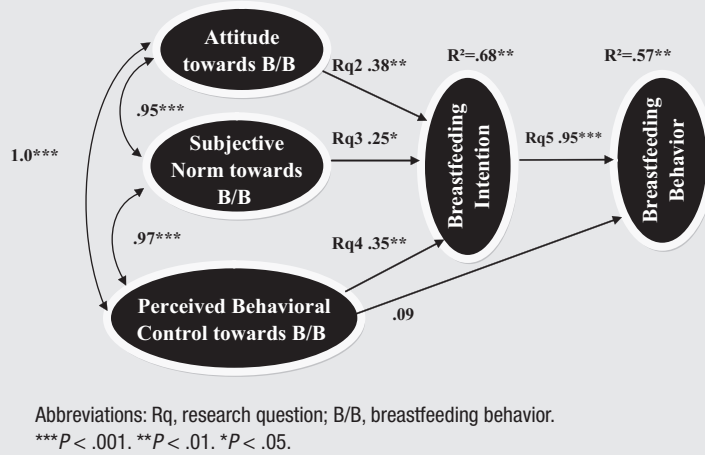 Attitude
towards B/B
Rq2 .38**
R²=.68**
R²=.57**
.95***
1.0***
Subjective
Norm towards
B/B
Rq3 .25*
Breastfeeding
Intention
Rq5 .95***
Breastfeeding
Behavior
.97***
Rq4 .35**
Perceived Behavioral
Control towards B/B
.09
Abbreviations: Rq, research question; B/B, breastfeeding behavior.
***P < .001. **P < .01. *P < .05.